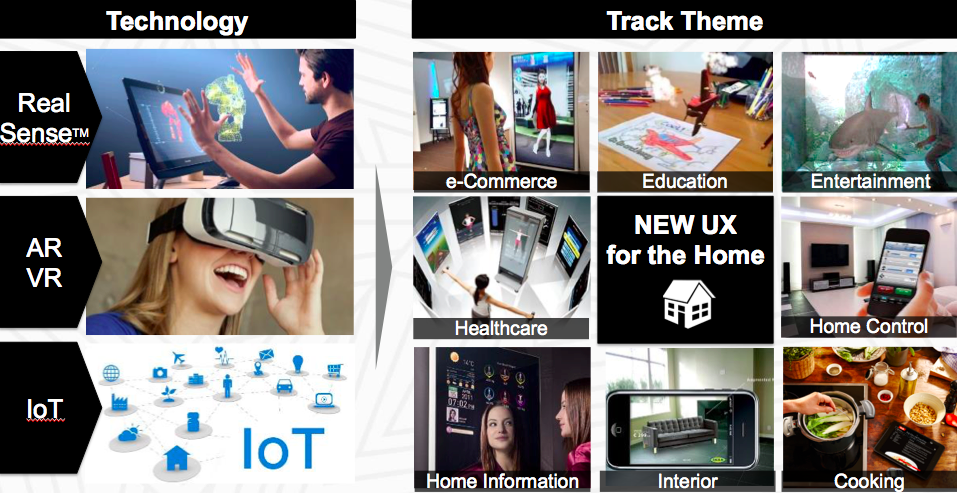 Technology
Real
Sense™
AR
VR
IoT
IoT
Track Theme
e-Commerce
Education
Entertainment
Healthcare
NEW UX
for the Home
Home Control
Home Information
Interior
Cooking